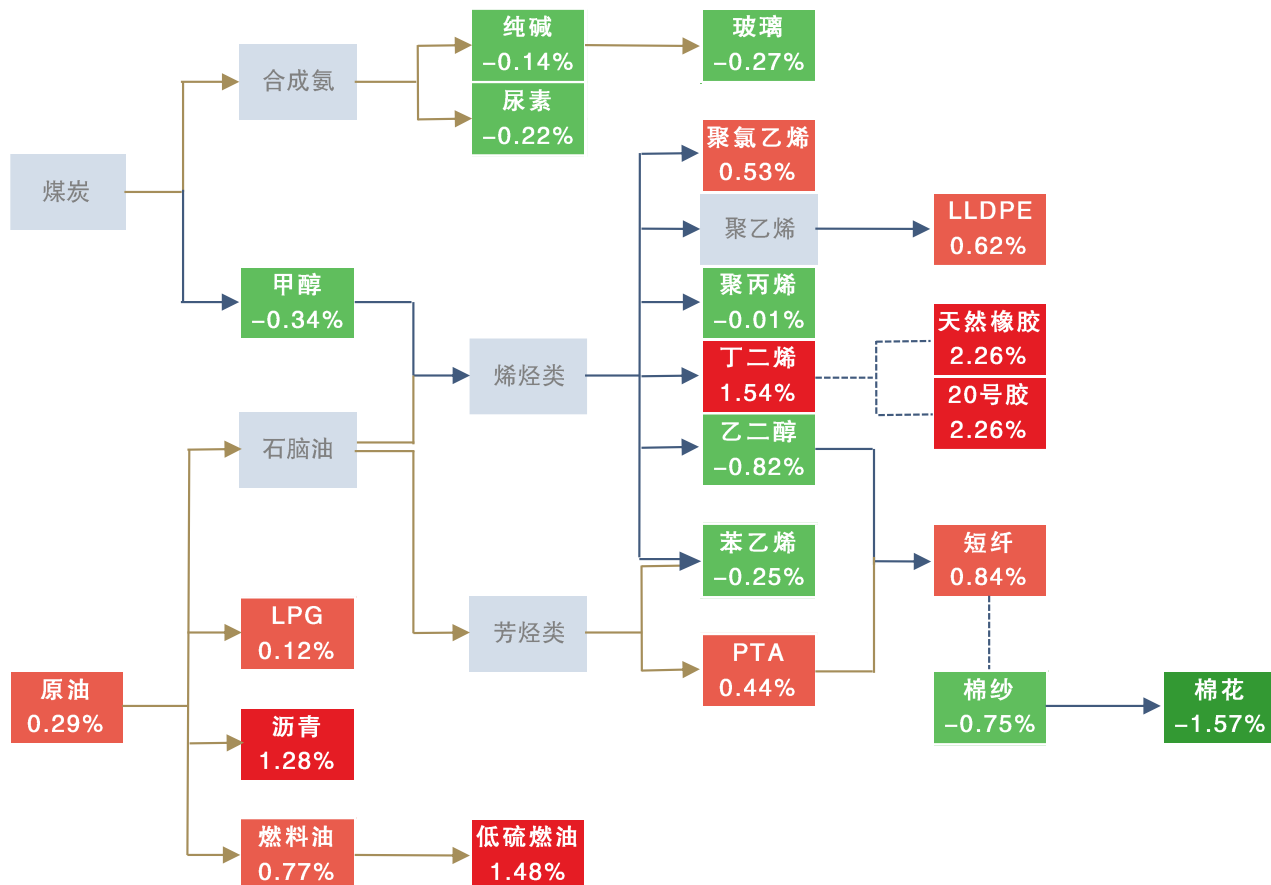 纯碱
-0.14%
玻璃
-0.27%
合成氨
尿素
-0.22%
聚氯乙烯
0.53%
煤炭
聚乙烯
LLDPE
0.62%
甲醇
-0.34%
聚丙烯
-0.01%
天然橡胶
2.26%
烯烃类
丁二烯
1.54%
20号胶
2.26%
石脑油
乙二醇
-0.82%
苯乙烯
-0.25%
短纤
0.84%
LPG
0.12%
芳烃类
PTA
0.44%
原油
0.29%
棉纱
-0.75%
棉花
-1.57%
沥青
1.28%
燃料油
0.77%
低硫燃油
1.48%